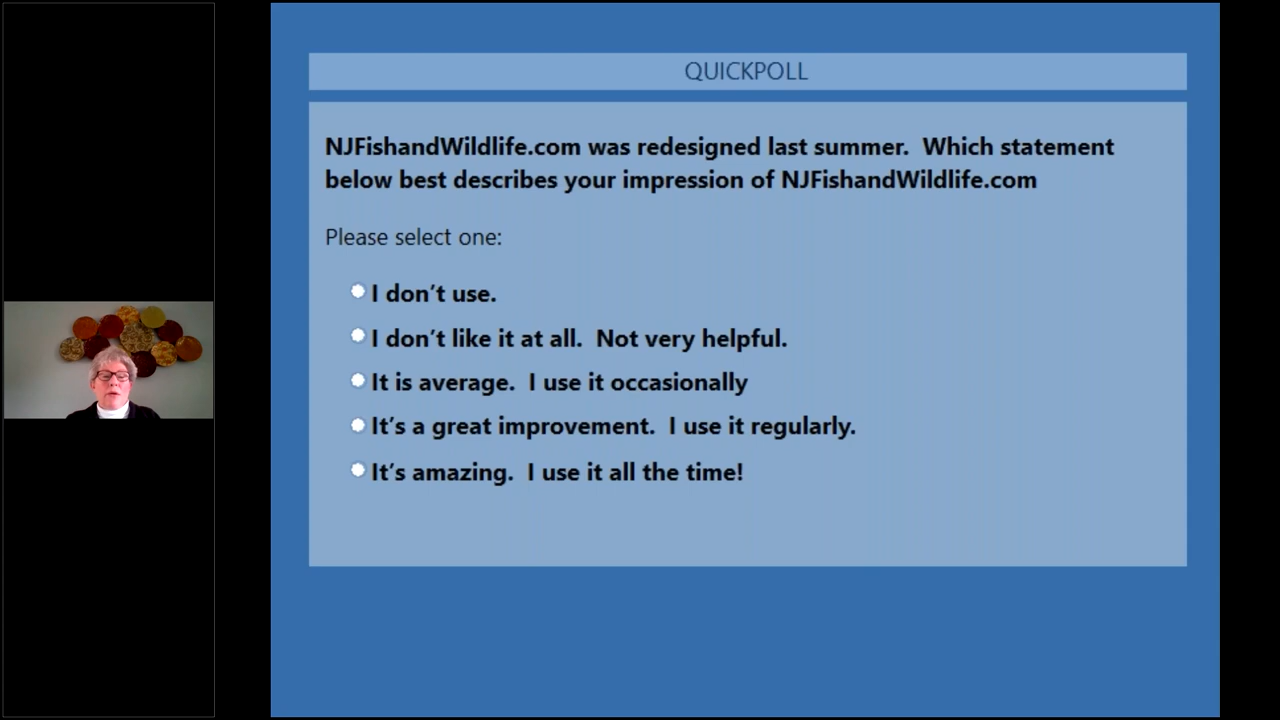 QUICKPOLL
NJFishandWildlife.com was redesigned last summer.  Which statement
below best describes your impression of NJFishandWildlife.com
Please select one:
I don’t use.
I don’t like it at all.  Not very helpful.
It is average.  I use it occasionally
It’s a great improvement.  I use it regularly.
It’s amazing.  I use it all the time!